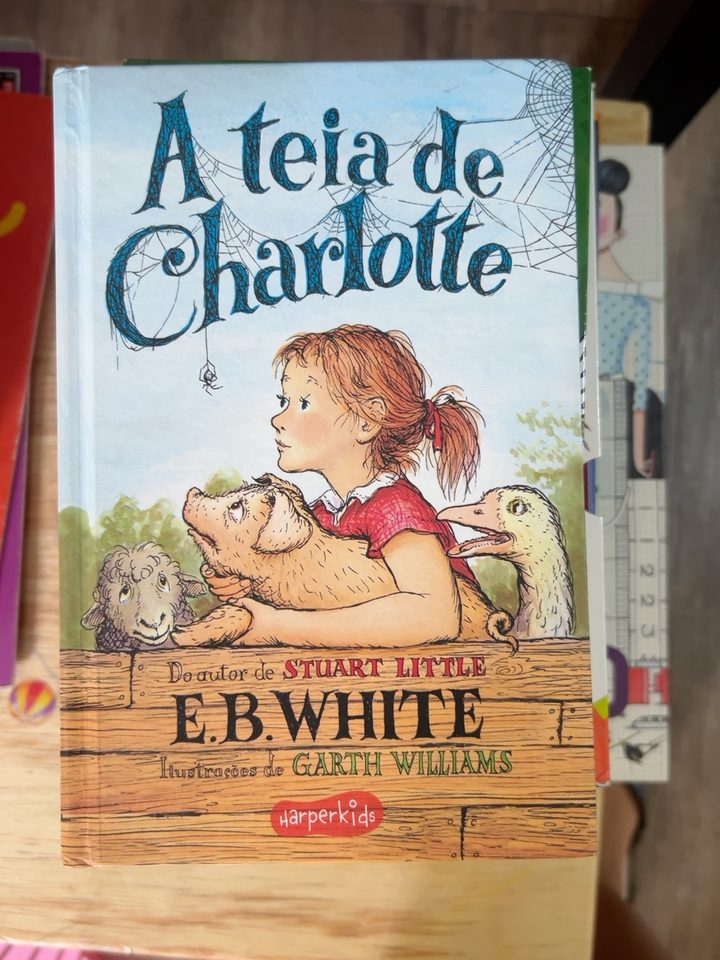 A teia de
Charlotte
Do autor de STUART LITTLE
E.B. WHITE
Ilustrações de GARTH WILLIAMS
HarperKids